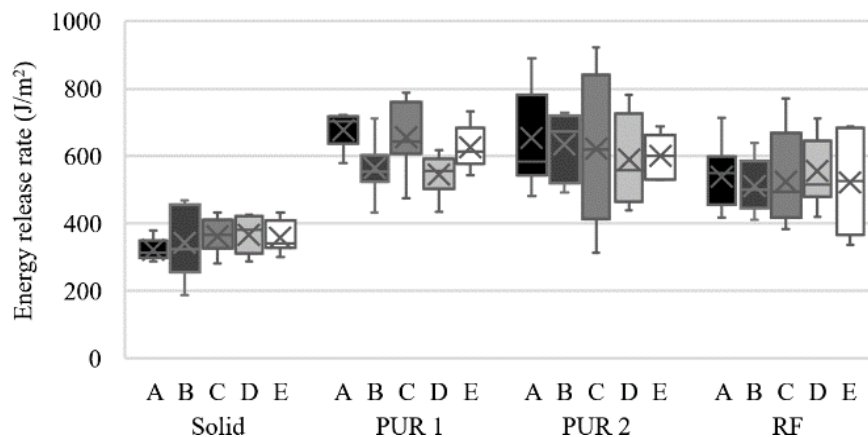 Energy release rate (J/m²)
1000
800
600
400
200
0
A B C D E A B C D E A B C D E A B C D E
Solid PUR 1 PUR 2 RF